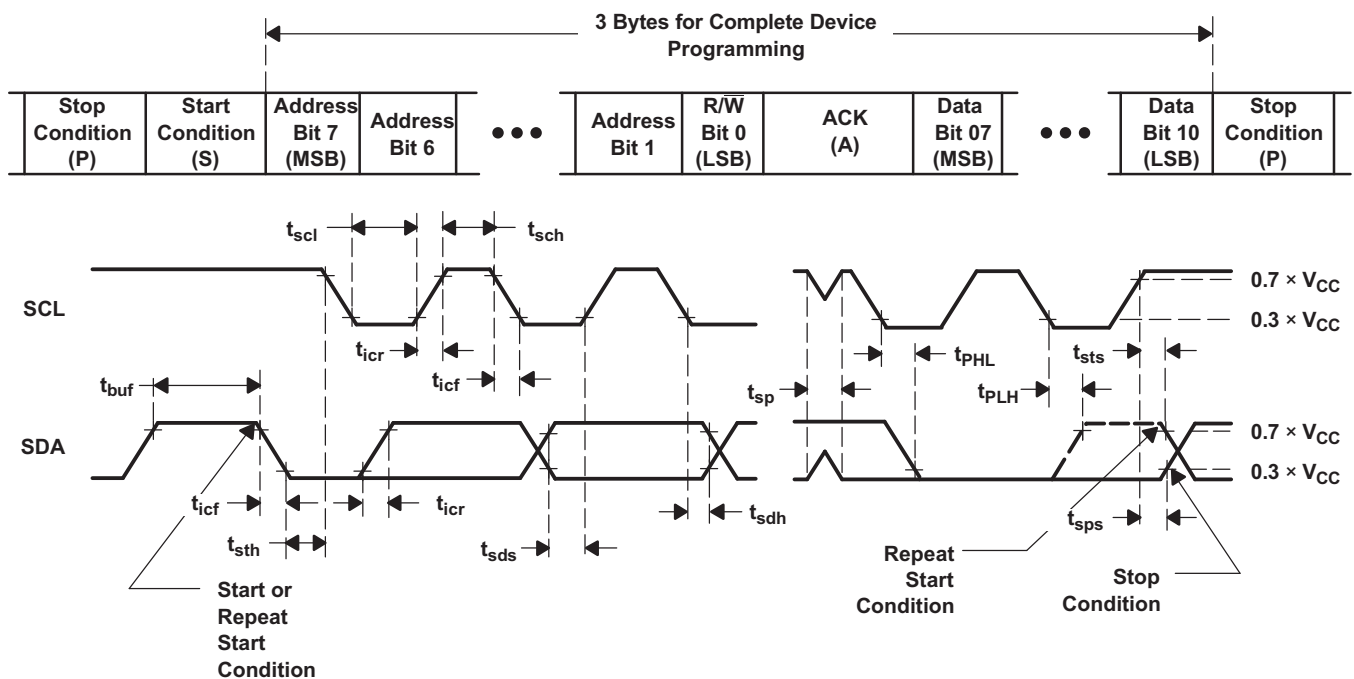 3 Bytes for Complete Device
Programming
Stop
Condition
(P)
Start
Condition
(S)
Address
Bit 7
(MSB)
Address
Bit 6
•••
Address
Bit 1
R/W̅
Bit 0
(LSB)
ACK
(A)
Data
Bit 07
(MSB)
•••
Data
Bit 10
(LSB)
Stop
Condition
(P)
tscl
tsch
SCL
0.7 × VCC
0.3 × VCC
ticr
ticf
tbuf
tPHL
tsts
tsp
tPLH
SDA
0.7 × VCC
0.3 × VCC
ticf
ticr
tsth
tsds
tsdh
tsps
Start or
Repeat
Start
Condition
Repeat
Start
Condition
Stop
Condition